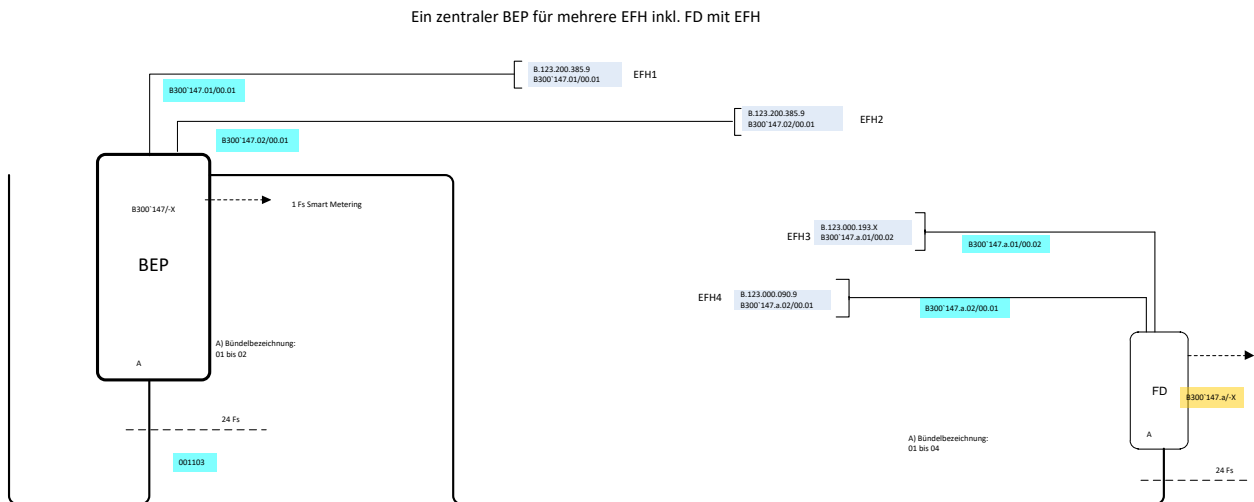 Ein zentraler BEP für mehrere EFH inkl. FD mit EFH
B.123.200.385.9
B300`147.01/00.01
EFH1
B300`147.01/00.01
B.123.200.385.9
B300`147.02/00.01
EFH2
B300`147.02/00.01
B300`147/-X
1 Fs Smart Metering
BEP
EFH3
B.123.000.193.X
B300`147.a.01/00.02
B300`147.a.01/00.02
EFH4
B.123.000.090.9
B300`147.a.02/00.01
B300`147.a.02/00.01
A) Bündelbezeichnung:
01 bis 02
A
FD
B300`147.a/-X
A
A) Bündelbezeichnung:
01 bis 04
24 Fs
001103
24 Fs